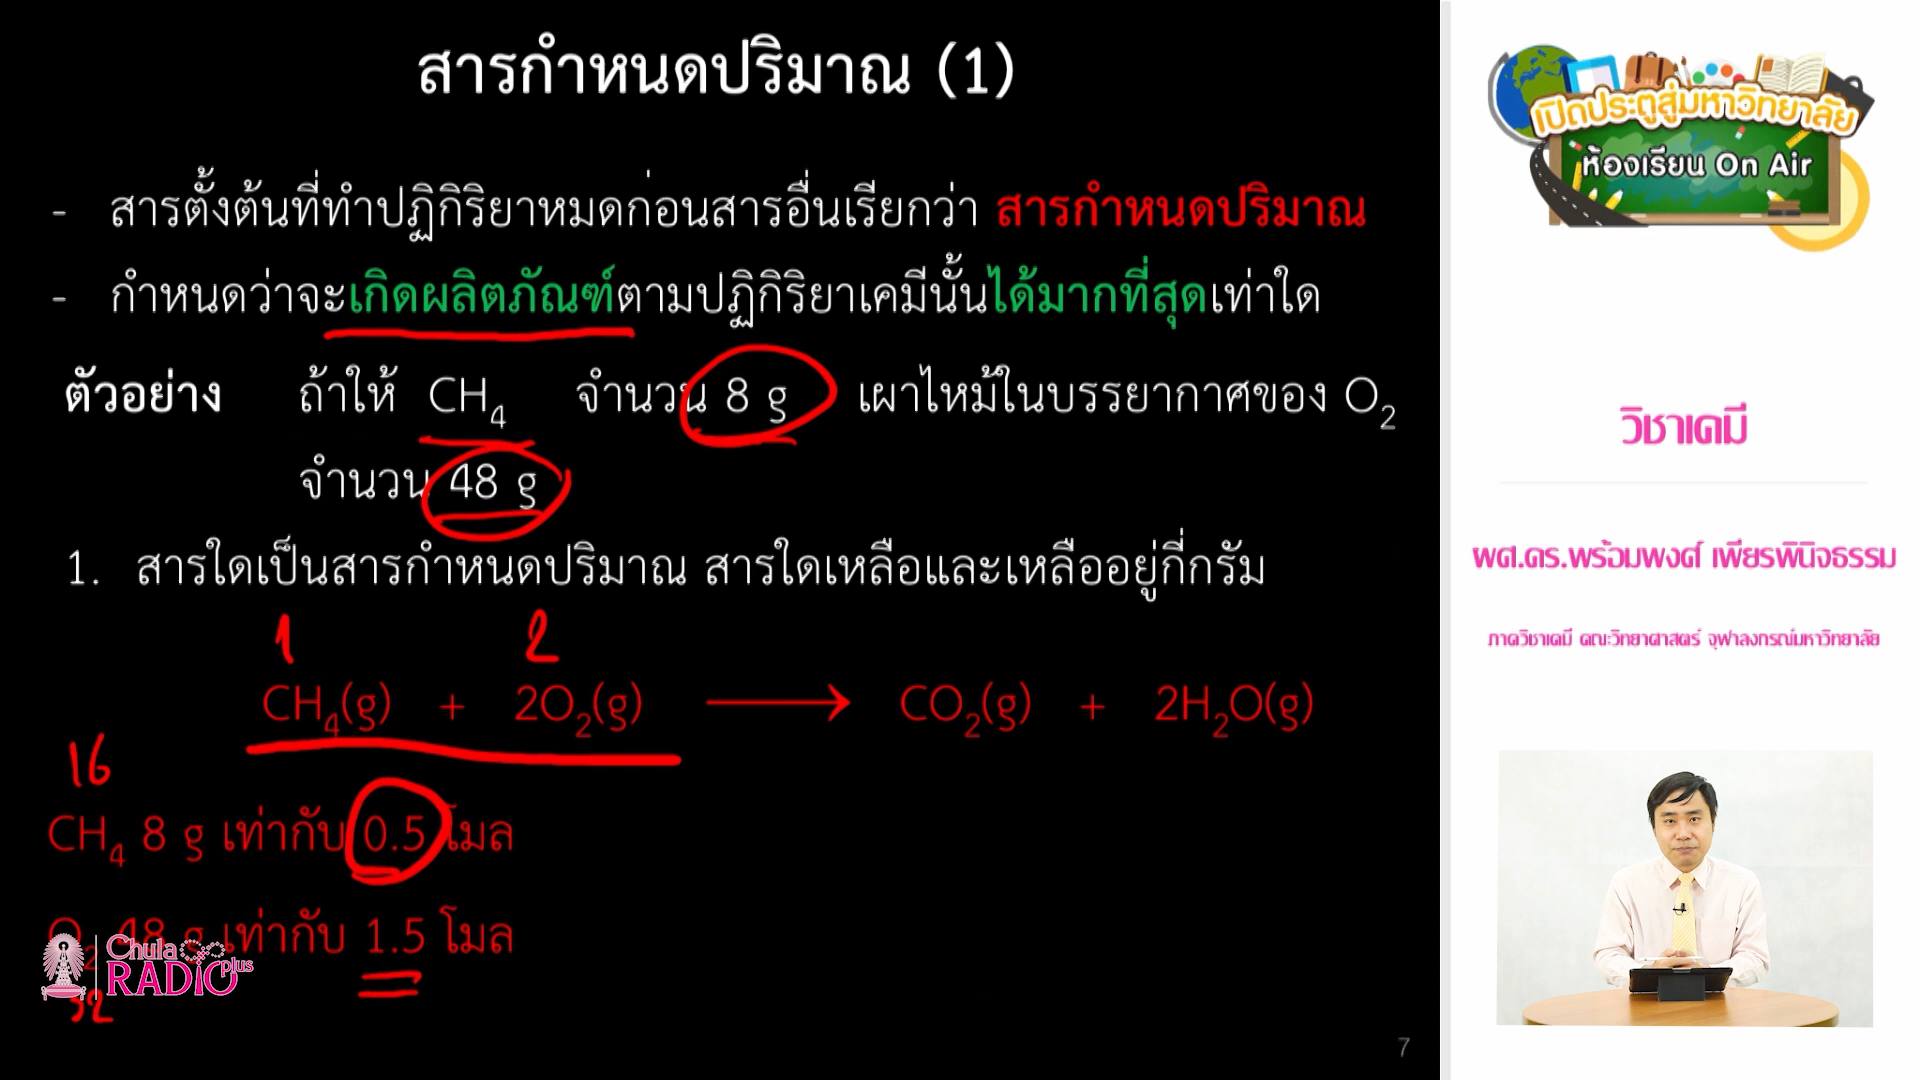 สารกำหนดปริมาณ (1)
- สารตั้งต้นที่ทำปฏิกิริยาหมดก่อนสารอื่นเรียกว่า สารกำหนดปริมาณ
- กำหนดว่าจะเกิดผลิตภัณฑ์ตามปฏิกิริยาเคมีนั้นได้มากที่สุดเท่าใด
ตัวอย่าง ถ้าให้ CH₄ จำนวน 8 g เผาไหม้ในบรรยากาศของ O₂
จำนวน 48 g
1. สารใดเป็นสารกำหนดปริมาณ สารใดเหลือและเหลืออยู่กี่กรัม
1 2
CH₄(g) + 2O₂(g) ⟶ CO₂(g) + 2H₂O(g)
16
CH₄ 8 g เท่ากับ 0.5 โมล
O₂ 48 g เท่ากับ 1.5 โมล
32
Chula
RADIO plus
7
เปิดประตูสู่มหาวิทยาลัย
ห้องเรียน On Air
วิชาเคมี
ผศ.ดร.พร้อมพงศ์ เพียรพินิจธรรม
ภาควิชาเคมี คณะวิทยาศาสตร์ จุฬาลงกรณ์มหาวิทยาลัย